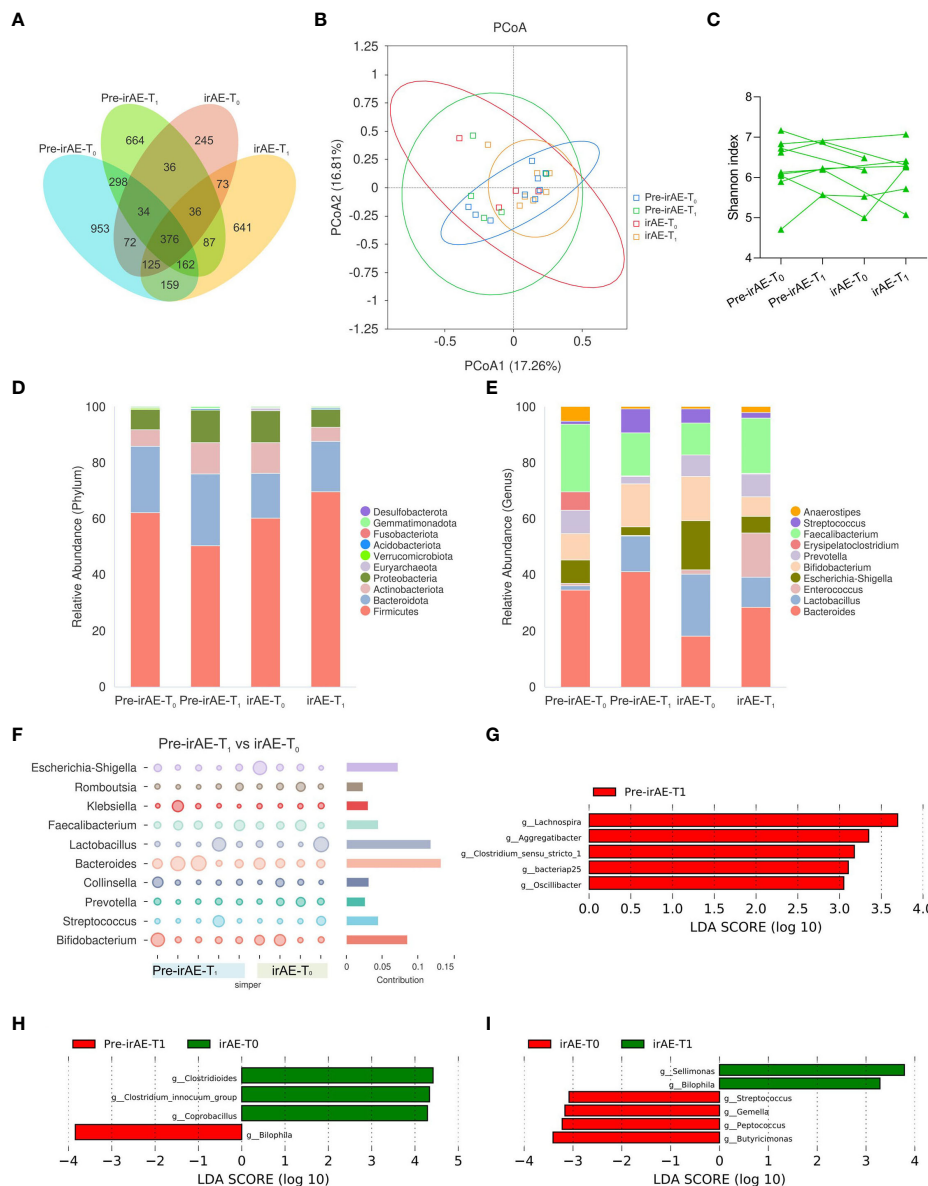 A
Pre-irAE-T1
irAE-T0
Pre-irAE-T0
irAE-T1
664
245
36
298
73
34
36
953
641
72
376
87
125
162
159
B
PCoA
1.25
1
0.75
0.5
0.25
0
-0.25
-0.5
-0.75
-1
-1.25
-0.5
0
0.5
PCoA2 (16.81%)
PCoA1 (17.26%)
Pre-irAE-T0
Pre-irAE-T1
irAE-T0
irAE-T1
C
Shannon index
8
7
6
5
4
Pre-irAE-T0
Pre-irAE-T1
irAE-T0
irAE-T1
D
Relative Abundance (Phylum)
100
80
60
40
20
0
Pre-irAE-T0
Pre-irAE-T1
irAE-T0
irAE-T1
Desulfobacterota
Gemmatimonadota
Fusobacteriota
Acidobacteriota
Verrucomicrobiota
Euryarchaeota
Proteobacteria
Actinobacteriota
Bacteroidota
Firmicutes
E
Relative Abundance (Genus)
100
80
60
40
20
0
Pre-irAE-T0
Pre-irAE-T1
irAE-T0
irAE-T1
Anaerostipes
Streptococcus
Faecalibacterium
Erysipelatoclostridium
Prevotella
Bifidobacterium
Escherichia-Shigella
Enterococcus
Lactobacillus
Bacteroides
F
Pre-irAE-T1 vs irAE-T0
Escherichia-Shigella
Romboutsia
Klebsiella
Faecalibacterium
Lactobacillus
Bacteroides
Collinsella
Prevotella
Streptococcus
Bifidobacterium
Pre-irAE-T1
irAE-T0
simper
0
0.05
0.10
0.15
Contribution
G
Pre-irAE-T1
g__Lachnospira
g__Aggregatibacter
g__Clostridium_sensu_stricto_1
g__bacteriap25
g__Oscillibacter
0.0 0.5 1.0 1.5 2.0 2.5 3.0 3.5 4.0
LDA SCORE (log 10)
H
Pre-irAE-T1
irAE-T0
g__Clostridioides
g__Clostridium_innocuum_group
g__Coprobacillus
g__Bilophila
−4 −3 −2 −1 0 1 2 3 4 5
LDA SCORE (log 10)
I
irAE-T0
irAE-T1
g__Sellimonas
g__Bilophila
g__Streptococcus
g__Gemella
g__Peptococcus
g__Butyricimonas
−4 −3 −2 −1 0 1 2 3 4
LDA SCORE (log 10)